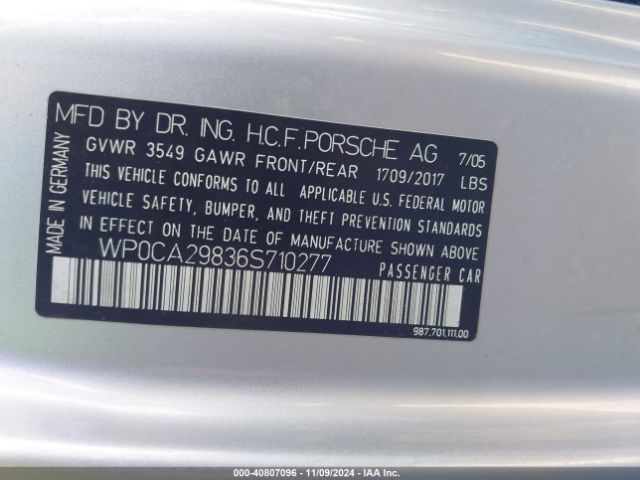 MFD BY DR. ING. H.C.F. PORSCHE AG 7/05
GVWR 3549 GAWR FRONT/REAR 1709/2017 LBS
THIS VEHICLE CONFORMS TO ALL APPLICABLE U.S. FEDERAL MOTOR
VEHICLE SAFETY, BUMPER, AND THEFT PREVENTION STANDARDS
IN EFFECT ON THE DATE OF MANUFACTURE SHOWN ABOVE
WP0CA29836S710277 PASSENGER CAR
987.701.111.00
MADE IN GERMANY
000-40807096 - 11/09/2024 - IAAI.COM